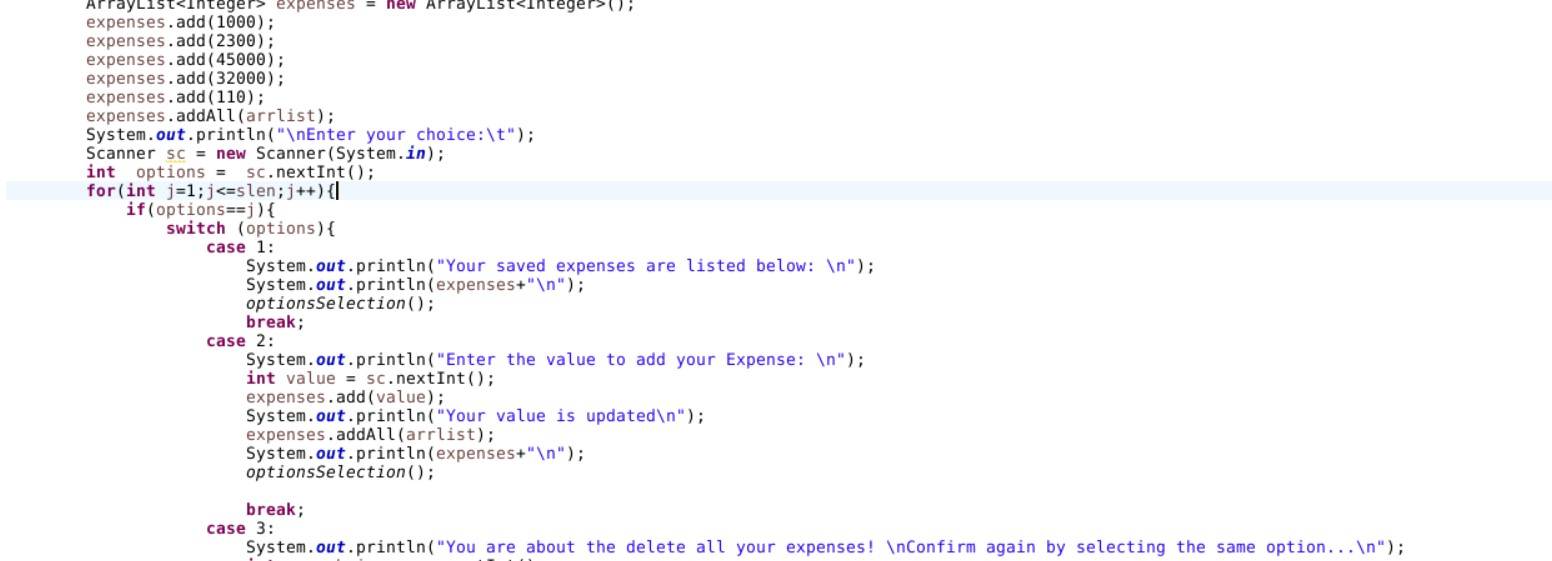 ArrayList<Integer> expenses = new ArrayList<Integer>();
expenses.add(1000);
expenses.add(2300);
expenses.add(45000);
expenses.add(32000);
expenses.add(110);
expenses.addAll(arrlist);
System.out.println("\nEnter your choice:\t");
Scanner sc = new Scanner(System.in);
int  options =  sc.nextInt();
for(int j=1;j<=slen;j++){
    if(options==j){
        switch (options){
            case 1:
                System.out.println("Your saved expenses are listed below: \n");
                System.out.println(expenses+"\n");
                optionsSelection();
                break;
            case 2:
                System.out.println("Enter the value to add your Expense: \n");
                int value = sc.nextInt();
                expenses.add(value);
                System.out.println("Your value is updated\n");
                expenses.addAll(arrlist);
                System.out.println(expenses+"\n");
                optionsSelection();

                break;
            case 3:
                System.out.println("You are about the delete all your expenses! \nConfirm again by selecting the same option...\n");